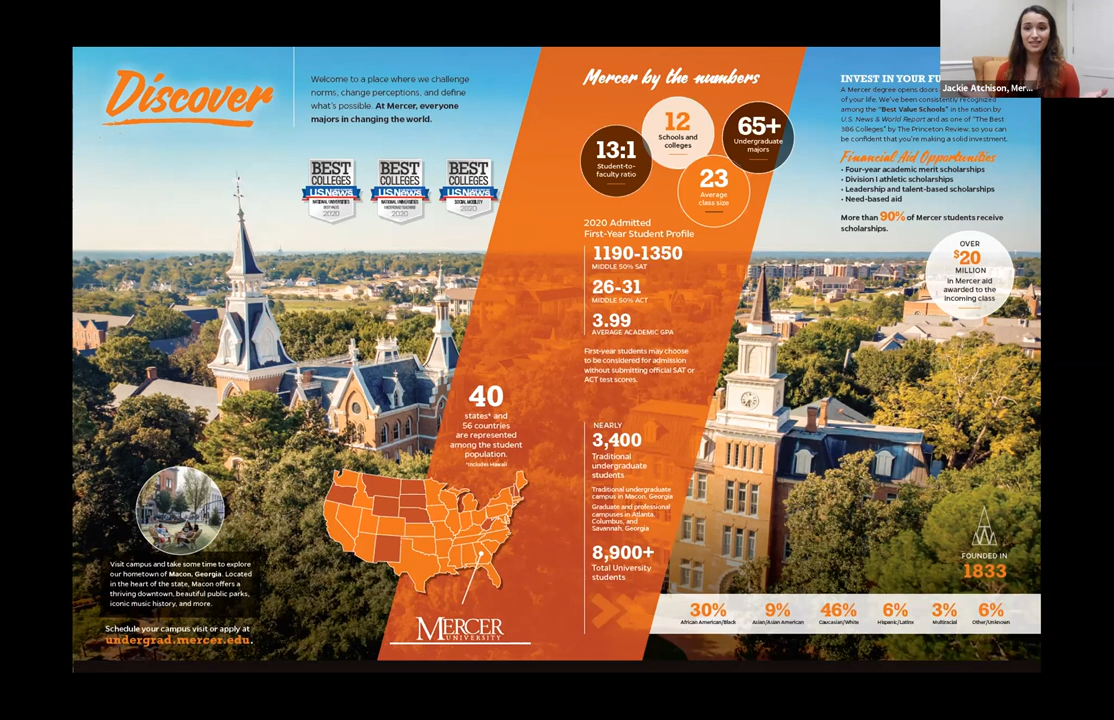 Discover
Welcome to a place where we challenge
norms, change perceptions, and define
what's possible. At Mercer, everyone
majors in changing the world.
BEST
COLLEGES
U.S.News
NATIONAL UNIVERSITIES
BEST VALUE
2020
BEST
COLLEGES
U.S.News
NATIONAL UNIVERSITIES
2020
BEST
COLLEGES
U.S.News
SOCIAL MOBILITY
2020
Visit campus and take some time to explore
our hometown of Macon, Georgia. Located
in the heart of the state, Macon offers a
thriving downtown, beautiful public parks,
iconic music history, and more.
Schedule your campus visit or apply at
undergrad.mercer.edu.
40
states* and
56 countries
are represented
among the student
population.
*Includes Hawaii
MERCER
UNIVERSITY
Mercer by the numbers
13:1
Student-to-
faculty ratio
12
Schools and
colleges
65+
Undergraduate
majors
23
Average
class size
2020 Admitted
First-Year Student Profile
1190-1350
MIDDLE 50% SAT
26-31
MIDDLE 50% ACT
3.99
AVERAGE ACADEMIC GPA
First-year students may choose
to be considered for admission
without submitting official SAT or
ACT test scores.
NEARLY
3,400
Traditional
undergraduate
students
Traditional undergraduate
campus in Macon, Georgia
Graduate and professional
campuses in Atlanta,
Columbus, and
Savannah, Georgia
8,900+
Total University
students
INVEST IN YOUR FU
A Mercer degree opens doors
of your life. We've been consistently recognized
among the "Best Value Schools" in the nation by
U.S. News & World Report and as one of "The Best
386 Colleges" by The Princeton Review, so you can
be confident that you're making a solid investment.
Financial Aid Opportunities
• Four-year academic merit scholarships
• Division I athletic scholarships
• Leadership and talent-based scholarships
• Need-based aid
More than 90% of Mercer students receive
scholarships.
OVER
$20
MILLION
in Mercer aid
awarded to the
incoming class
FOUNDED IN
1833
30%
African American/Black
9%
Asian/Asian American
46%
Caucasian/White
6%
Hispanic/Latinx
3%
Multiracial
6%
Other/Unknown
Jackie Atchison, Mer...